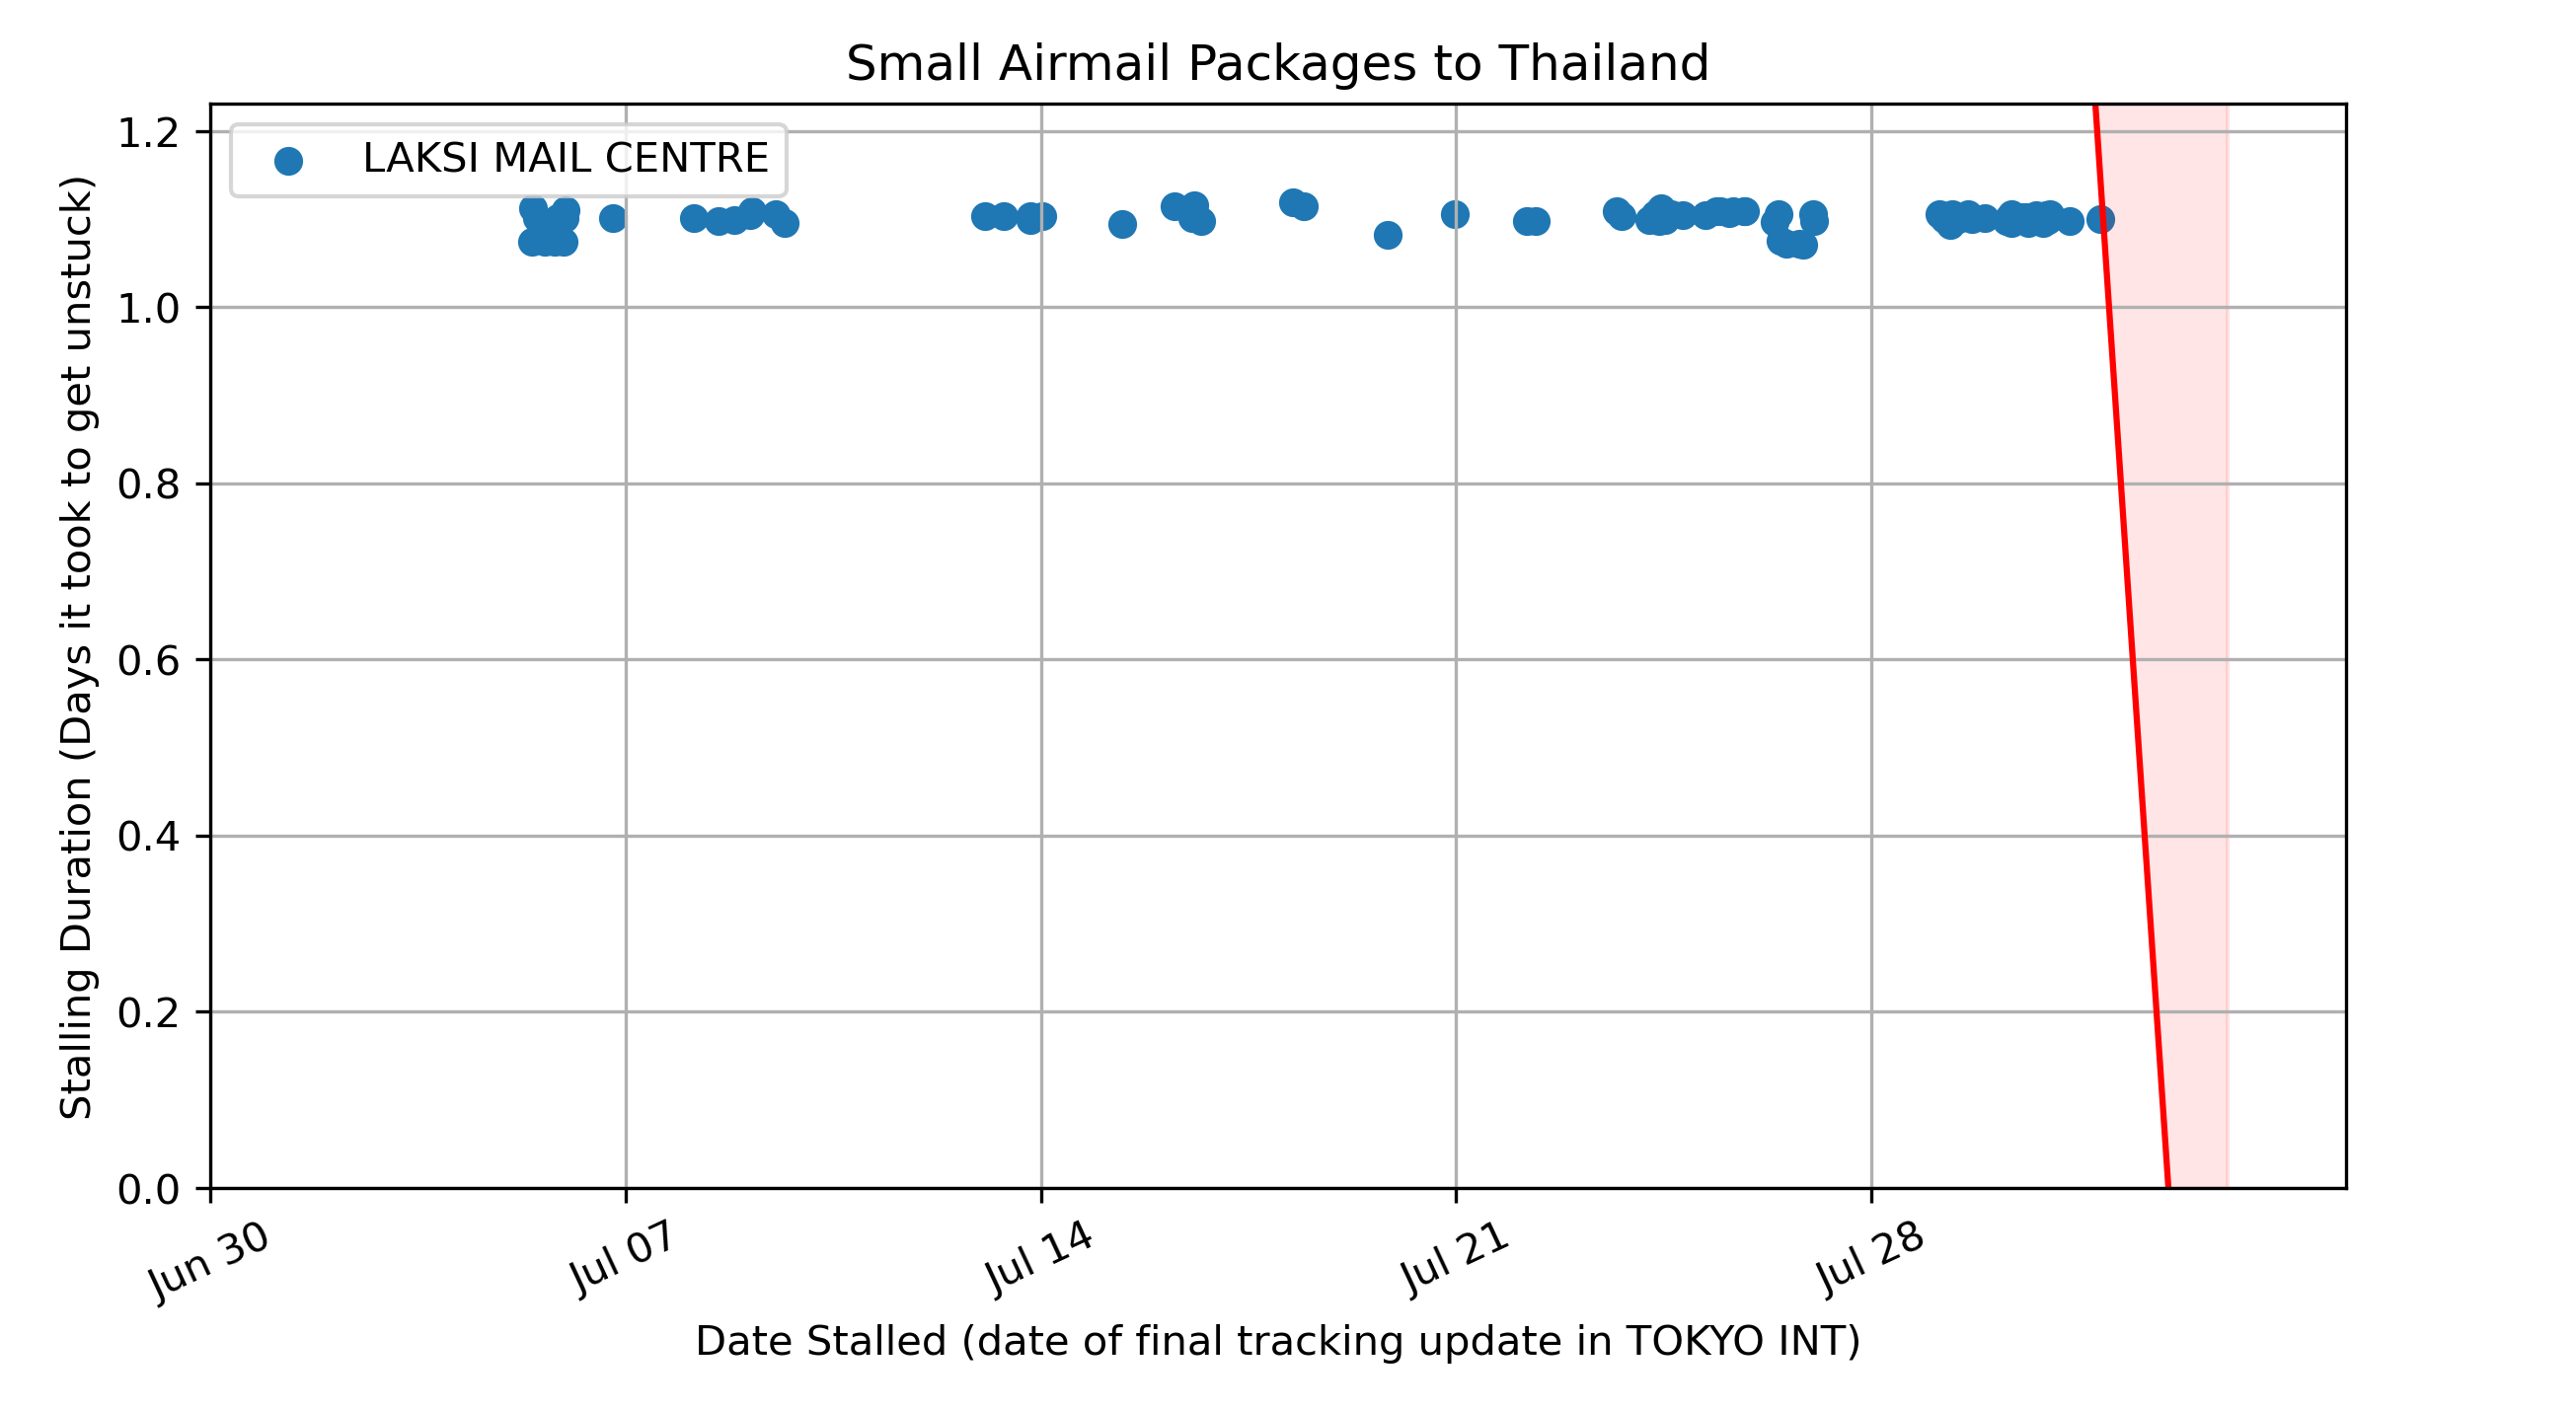 Small Airmail Packages to Thailand
LAKSI MAIL CENTRE
Stalling Duration (Days it took to get unstuck)
1.2
1.0
0.8
0.6
0.4
0.2
0.0
Jun 30
Jul 07
Jul 14
Jul 21
Jul 28
Date Stalled (date of final tracking update in TOKYO INT)